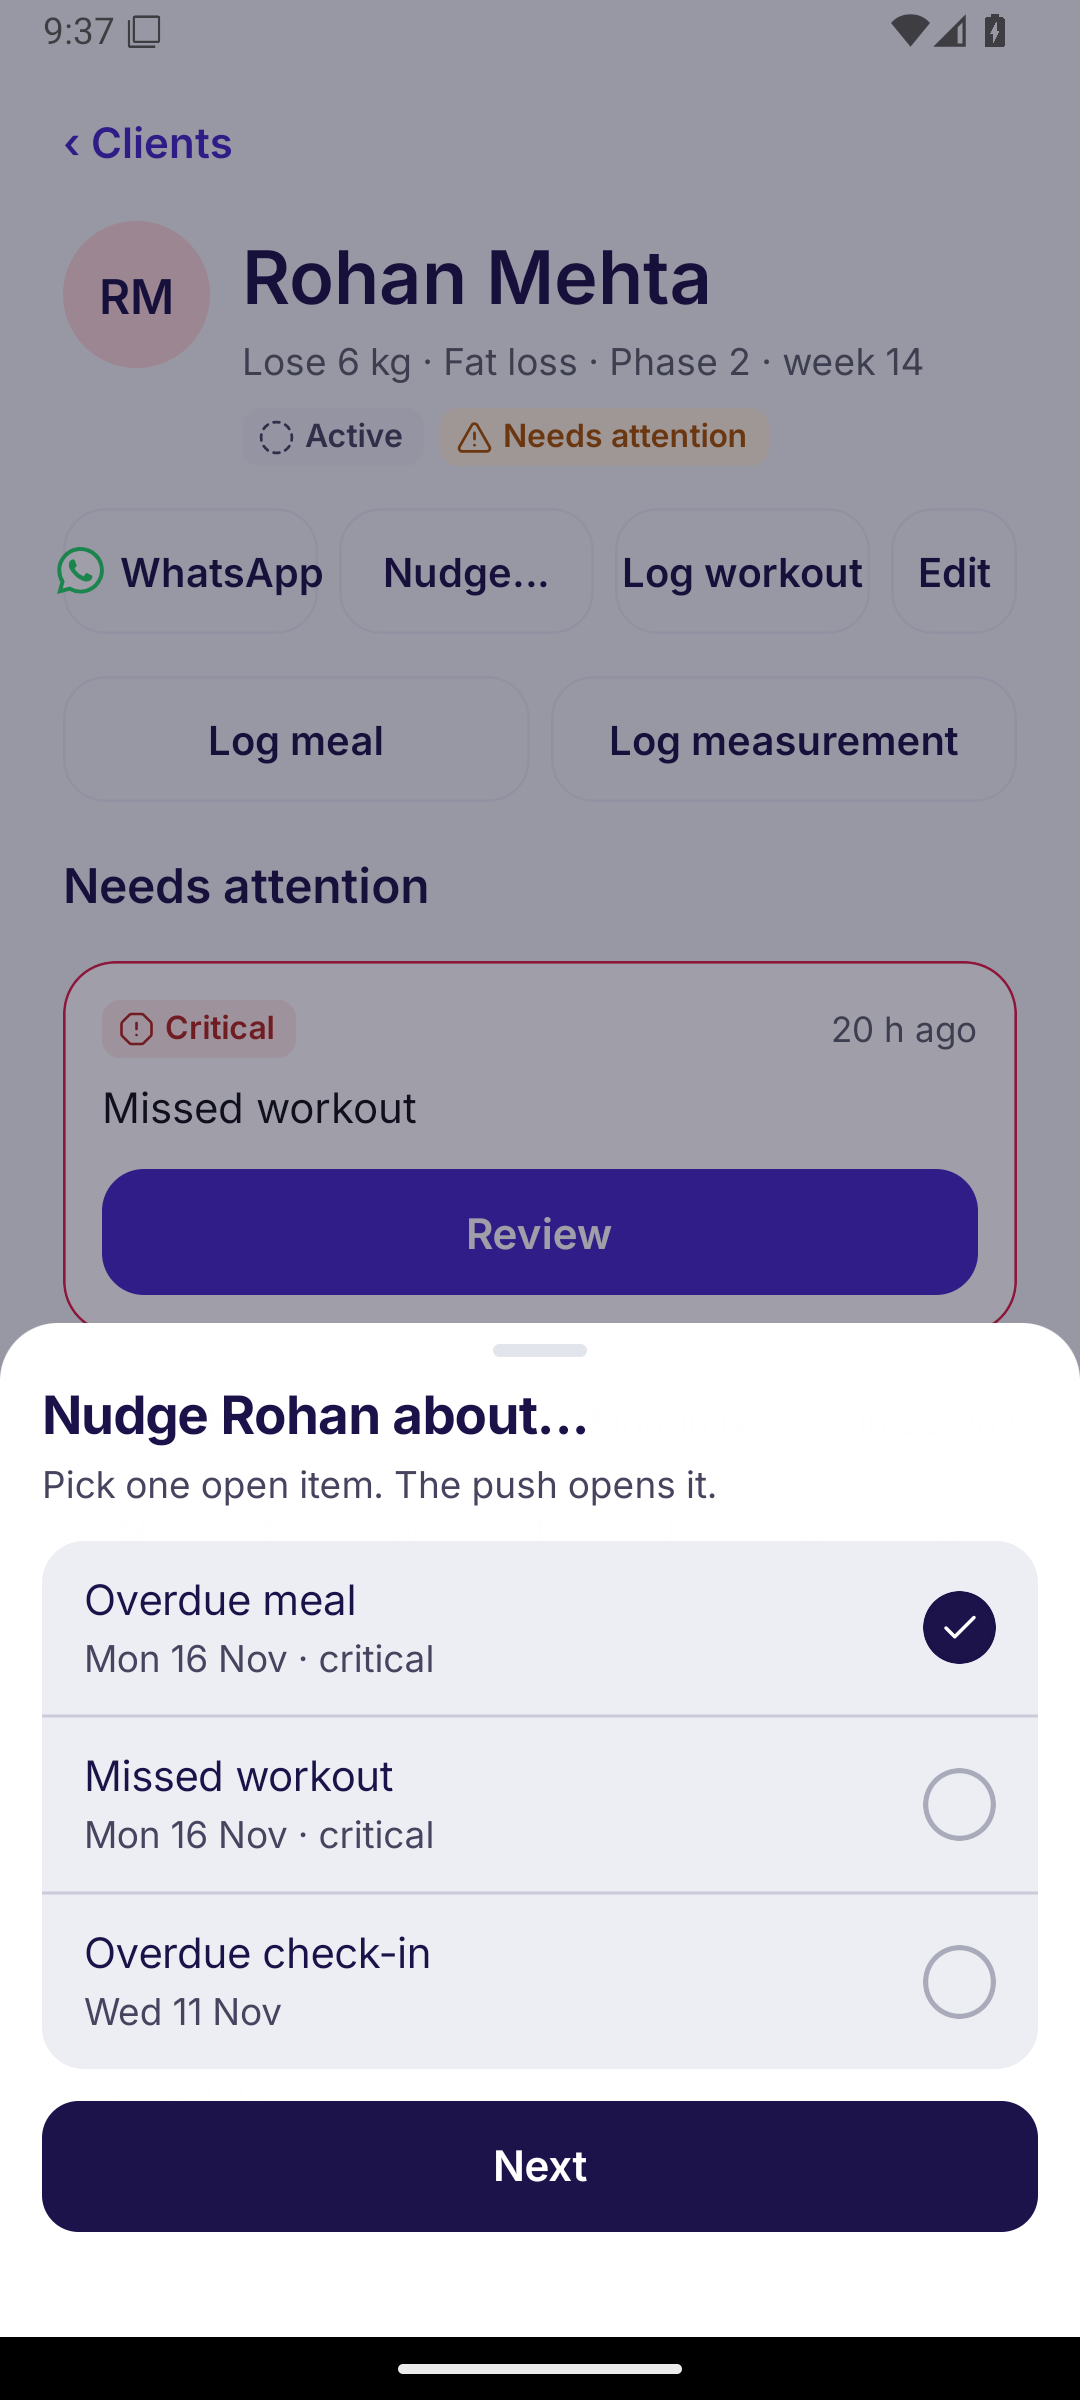 9:37
‹ Clients
RM
Rohan Mehta
Lose 6 kg · Fat loss · Phase 2 · week 14
Active
Needs attention
WhatsApp
Nudge...
Log workout
Edit
Log meal
Log measurement
Needs attention
Critical
20 h ago
Missed workout
Review
Nudge Rohan about...
Pick one open item. The push opens it.
Overdue meal
Mon 16 Nov · critical
Missed workout
Mon 16 Nov · critical
Overdue check-in
Wed 11 Nov
Next